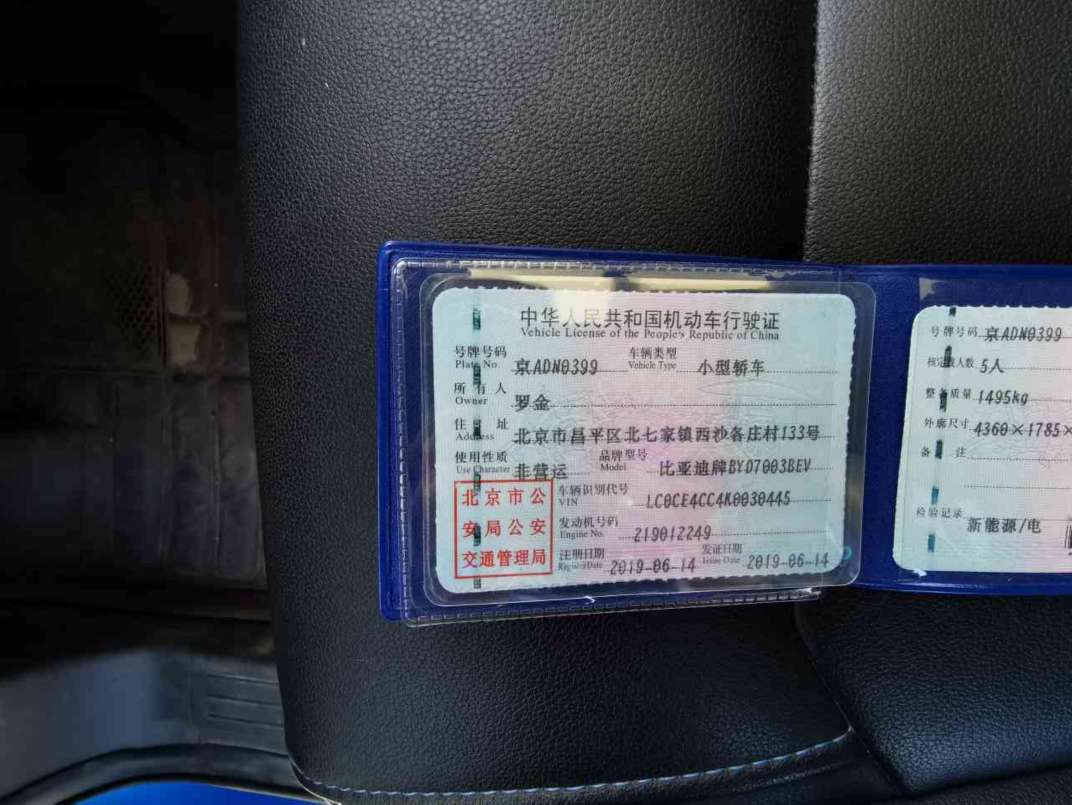 中华人民共和国机动车行驶证
Vehicle License of the People's Republic of China
号牌号码 京ADN0399 车辆类型 小型轿车
Plate No. Vehicle Type
所有人 罗金
Owner
住址 北京市昌平区北七家镇西沙各庄村133号
Address
使用性质 非营运 品牌型号 比亚迪牌BYD7003BEV
Use Character Model
北京市公
安局公安
交通管理局
车辆识别代号 LC0CE4CC4K0030445
VIN
发动机号码 219012249
Engine No.
注册日期 2019-06-14 发证日期 2019-06-14
Register Date Issue Date
号牌号码 京ADN0399
核定载人数 5人
整备质量 1495kg
外廓尺寸 4360×1785×
备注
检验记录
新能源/电